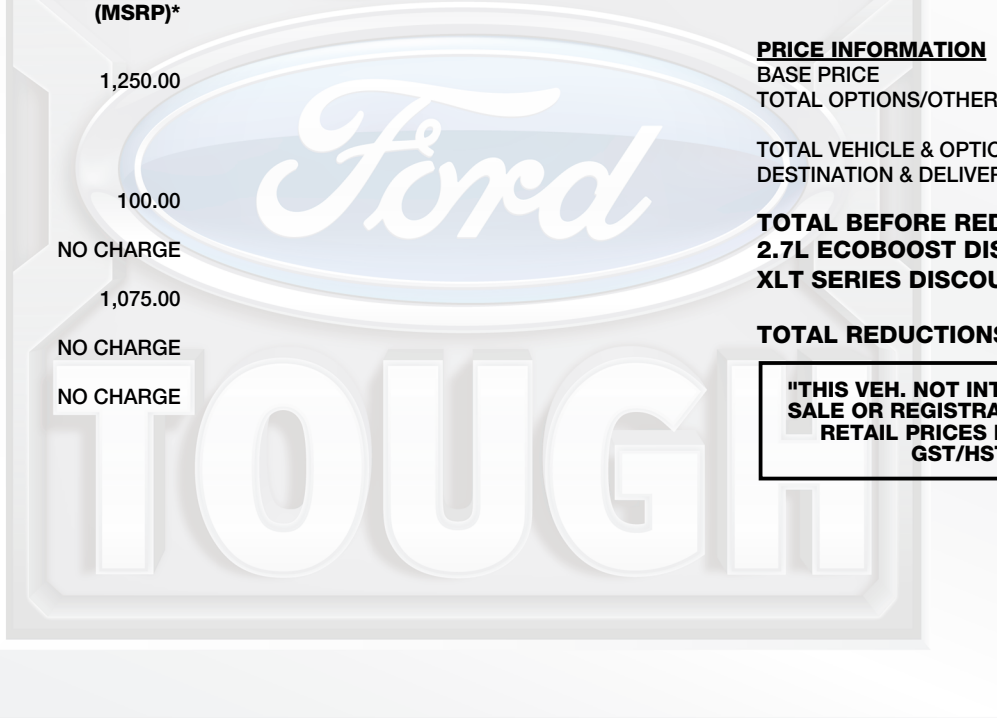 (MSRP)*
1,250.00
100.00
NO CHARGE
1,075.00
NO CHARGE
NO CHARGE
PRICE INFORMATION
BASE PRICE
TOTAL OPTIONS/OTHER
TOTAL VEHICLE & OPTIO
DESTINATION & DELIVER
TOTAL BEFORE RED
2.7L ECOBOOST DIS
XLT SERIES DISCOU
TOTAL REDUCTIONS
"THIS VEH. NOT INT
SALE OR REGISTRA
RETAIL PRICES
GST/HST
Ford
TOUGH